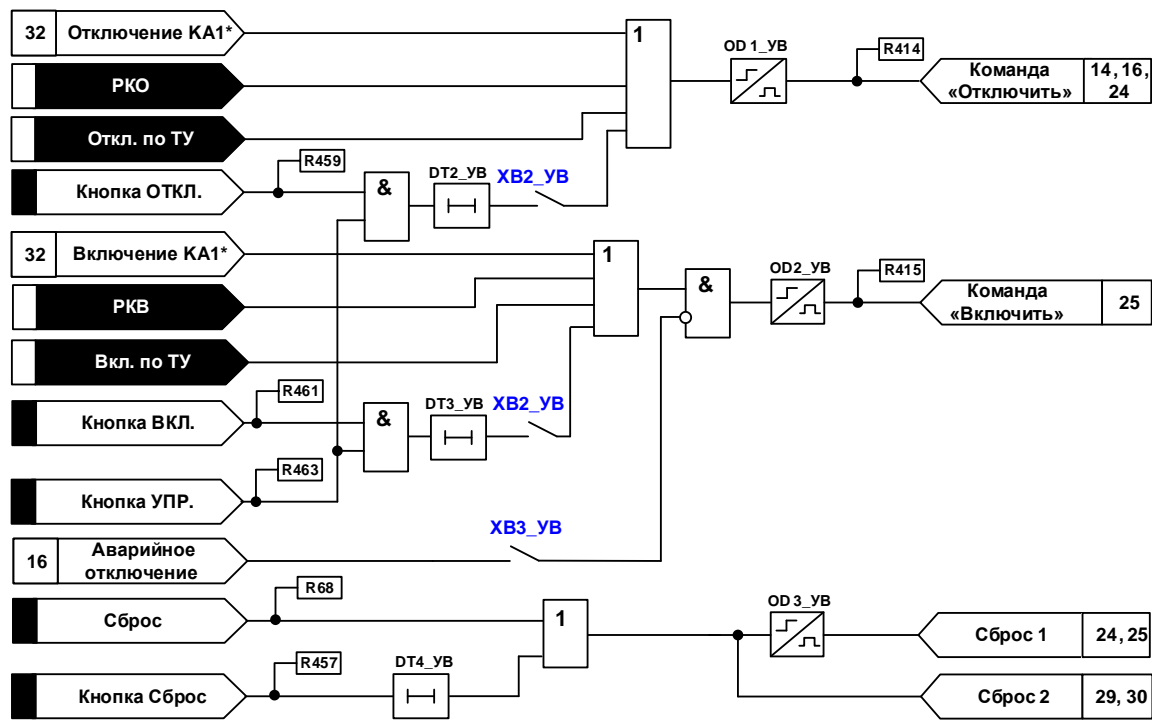 32 Отключение КА1*
1
OD 1_УВ
R414
Команда
«Отключить»
14, 16,
24
РКО
Откл. по ТУ
R459
Кнопка ОТКЛ.
&
DT2_УВ
XB2_УВ
32 Включение КА1*
1
&
OD2_УВ
R415
Команда
«Включить»
25
РКВ
Вкл. по ТУ
R461
Кнопка ВКЛ.
&
DT3_УВ
XB2_УВ
R463
Кнопка УПР.
XB3_УВ
16
Аварийное
отключение
R68
Сброс
1
OD 3_УВ
Сброс 1 24, 25
R457
Кнопка Сброс
DT4_УВ
Сброс 2 29, 30